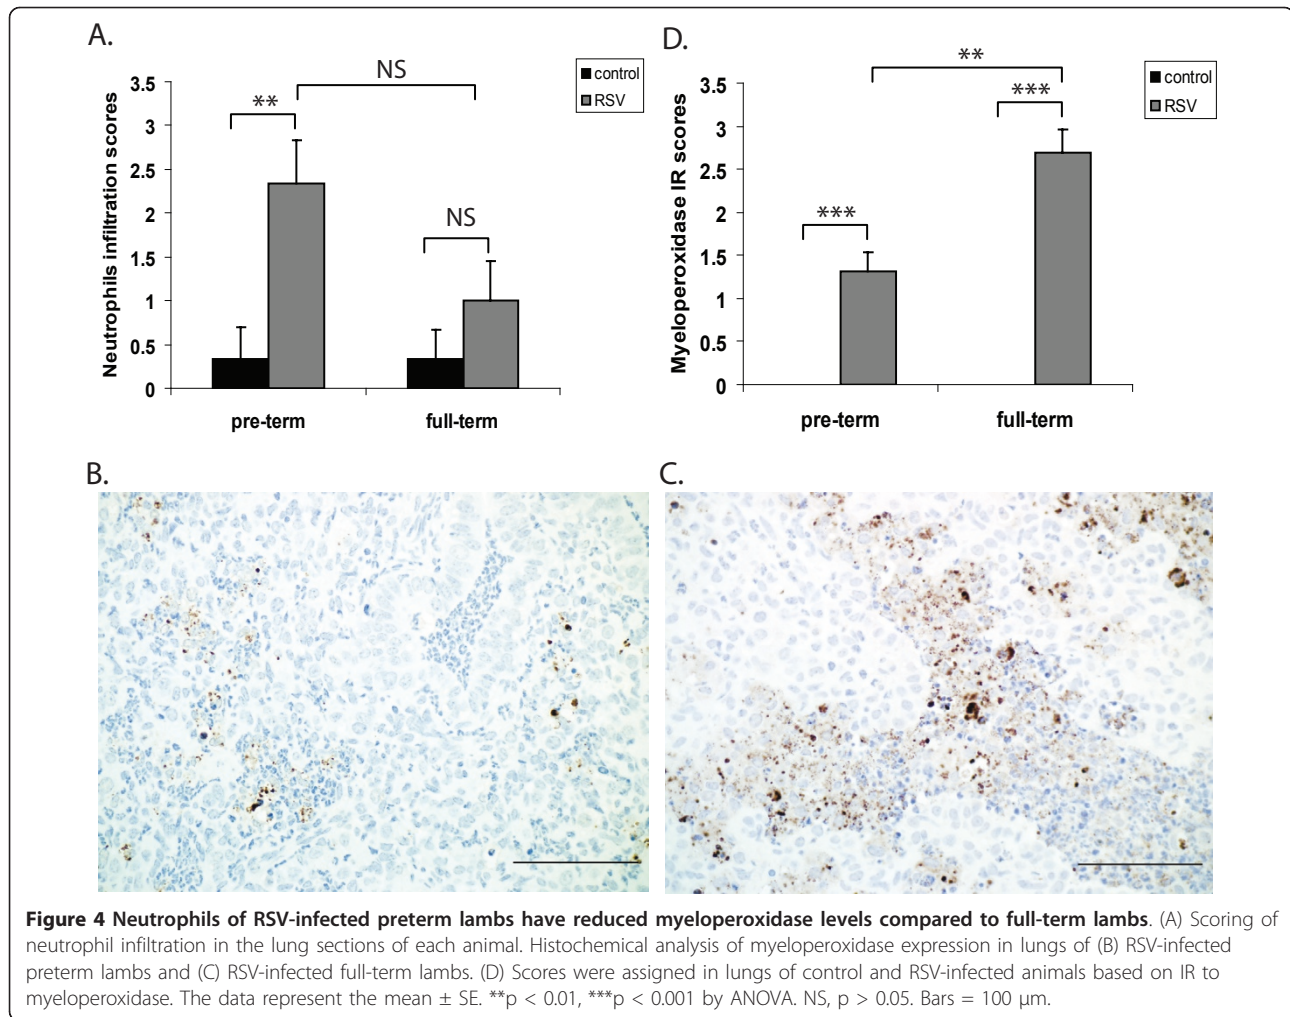 A.
NS
control
RSV
**
NS
Neutrophils infiltration scores
3.5
3
2.5
2
1.5
1
0.5
0
pre-term
full-term
D.
**
control
RSV
***
***
Myeloperoxidase IR scores
3.5
3
2.5
2
1.5
1
0.5
0
pre-term
full-term
B.
C.
Figure 4 Neutrophils of RSV-infected preterm lambs have reduced myeloperoxidase levels compared to full-term lambs. (A) Scoring of
neutrophil infiltration in the lung sections of each animal. Histochemical analysis of myeloperoxidase expression in lungs of (B) RSV-infected
preterm lambs and (C) RSV-infected full-term lambs. (D) Scores were assigned in lungs of control and RSV-infected animals based on IR to
myeloperoxidase. The data represent the mean ± SE. **p < 0.01, ***p < 0.001 by ANOVA. NS, p > 0.05. Bars = 100 μm.